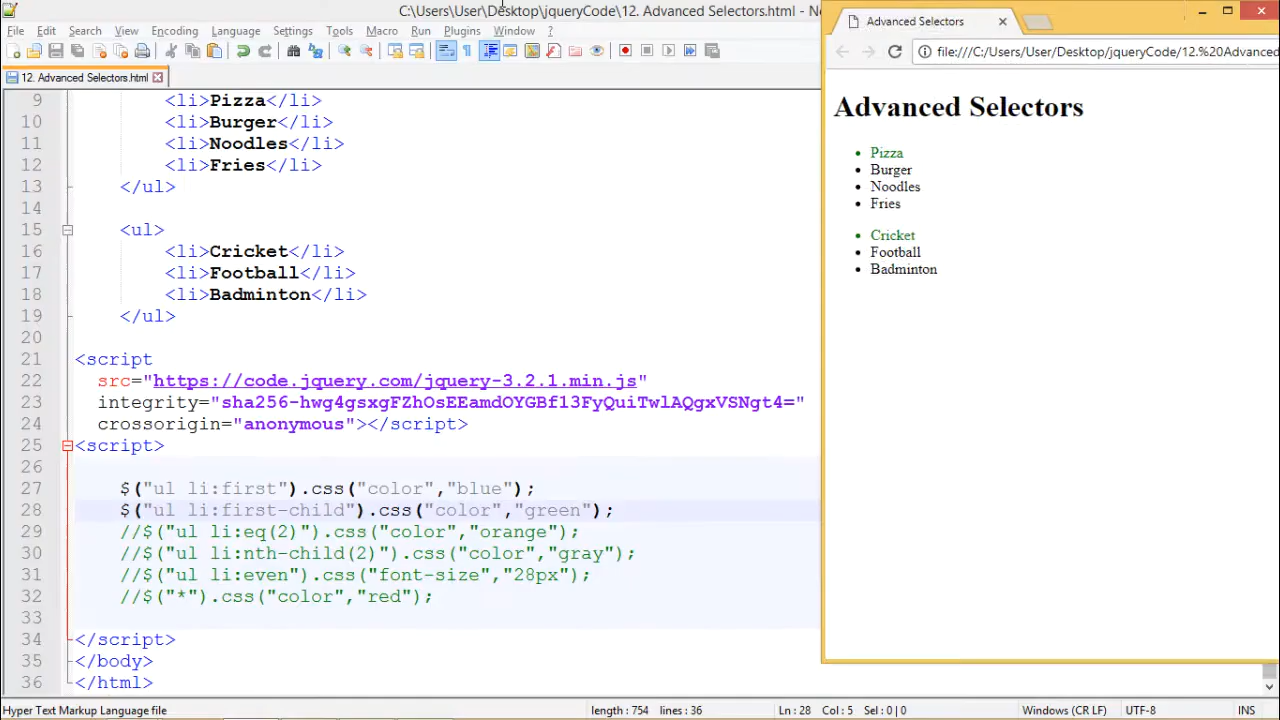 C:\Users\User\Desktop\jqueryCode\12. Advanced Selectors.html - No
File Edit Search View Encoding Language Settings Tools Macro Run Plugins Window ?
12. Advanced Selectors.html
9 <li>Pizza</li>
10 <li>Burger</li>
11 <li>Noodles</li>
12 <li>Fries</li>
13 </ul>
14
15 <ul>
16 <li>Cricket</li>
17 <li>Football</li>
18 <li>Badminton</li>
19 </ul>
20
21 <script
22 src="https://code.jquery.com/jquery-3.2.1.min.js"
23 integrity="sha256-hwg4gsxgFZhOsEEamdOYGBf13FyQuiTwlAQgxVSNgt4="
24 crossorigin="anonymous"></script>
25 <script>
26
27 $("ul li:first").css("color","blue");
28 $("ul li:first-child").css("color","green");
29 //$("ul li:eq(2)").css("color","orange");
30 //$("ul li:nth-child(2)").css("color","gray");
31 //$("ul li:even").css("font-size","28px");
32 //$("*").css("color","red");
33
34 </script>
35 </body>
36 </html>
Hyper Text Markup Language file length : 754 lines : 36 Ln : 28 Col : 5 Sel : 0 | 0 Windows (CR LF) UTF-8 INS
Advanced Selectors
file:///C:/Users/User/Desktop/jqueryCode/12.%20Advanced
Advanced Selectors
• Pizza
• Burger
• Noodles
• Fries
• Cricket
• Football
• Badminton